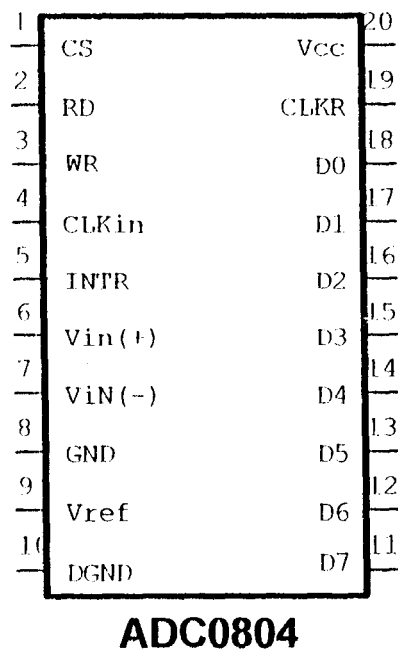 1 20
CS Vcc
2 19
RD CLKR
3 18
WR D0
4 17
CLKin D1
5 16
INTR D2
6 15
Vin(+) D3
7 14
ViN(-) D4
8 13
GND D5
9 12
Vref D6
10 11
DGND D7
ADC0804